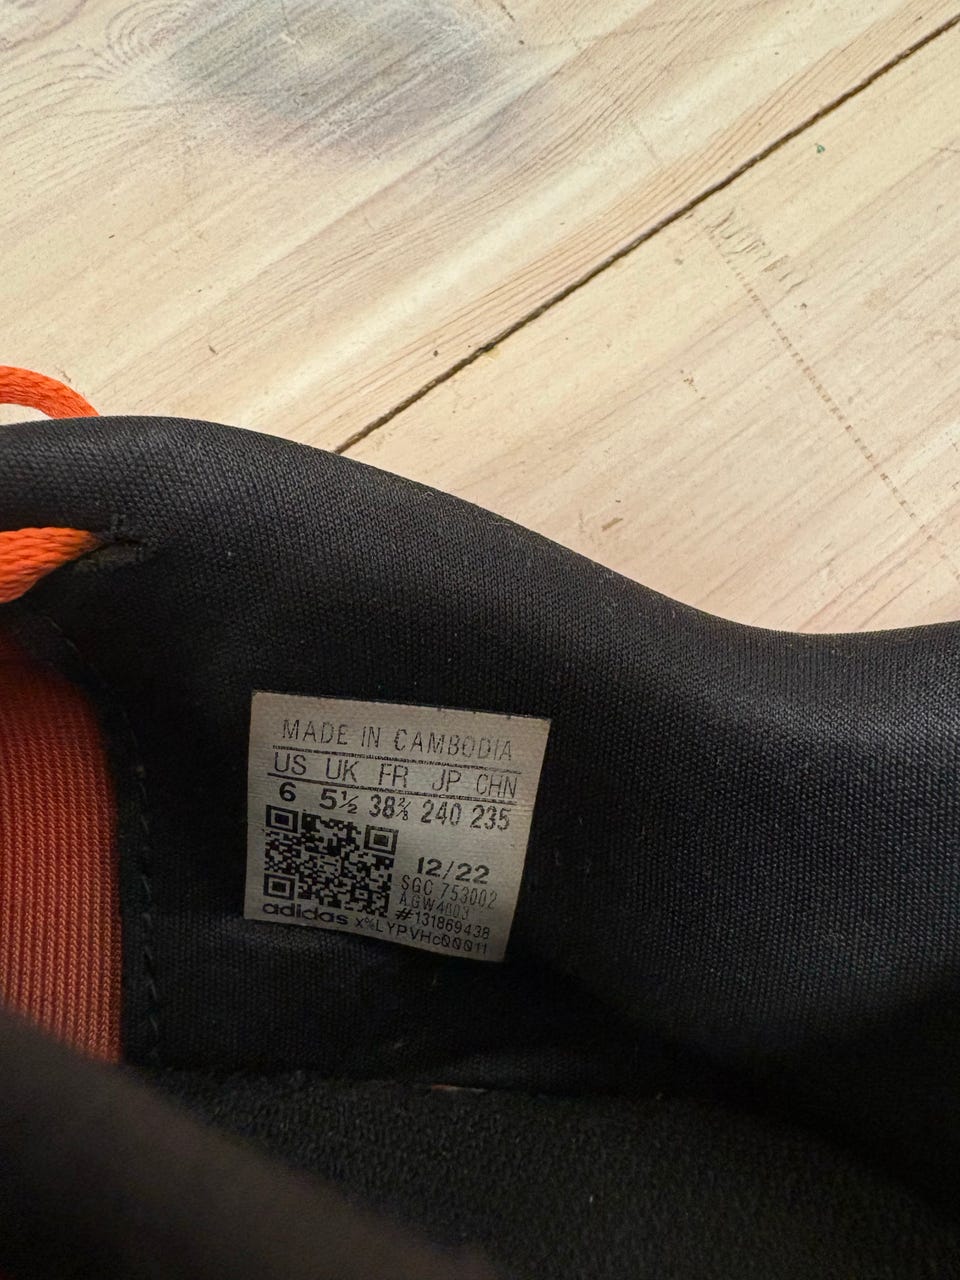 MADE IN CAMBODIA
US UK FR JP CHN
6 5½ 38⅔ 240 235
12/22
SGC 753002
#131869438
adidas